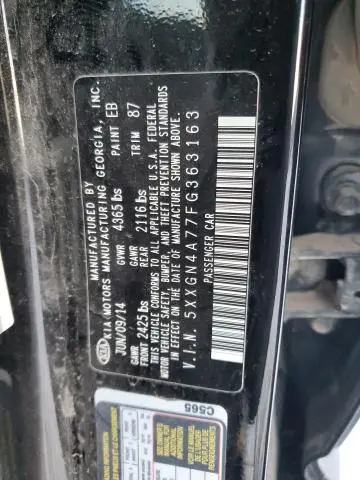 MANUFACTURED BY
KIA MOTORS MANUFACTURING GEORGIA, INC.
KIA
JUN/09/14
GVWR 4365 lbs
PAINT EB
GAWR FRONT 2425 lbs
GAWR REAR 2116 lbs
TRIM 87
THIS VEHICLE CONFORMS TO ALL APPLICABLE U.S.A. FEDERAL
MOTOR VEHICLE SAFETY, BUMPER, AND THEFT PREVENTION STANDARDS
IN EFFECT ON THE DATE OF MANUFACTURE SHOWN ABOVE.
V.I.N. 5XXGN4A77FG363163
PASSENGER CAR
C565